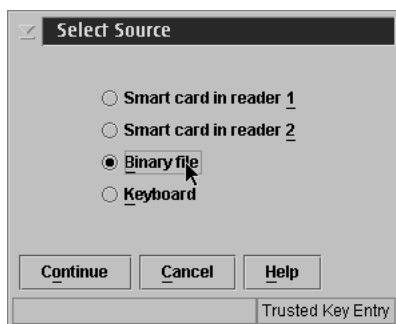 Select Source
Smart card in reader 1
Smart card in reader 2
Binary file
Keyboard
Continue Cancel Help
Trusted Key Entry